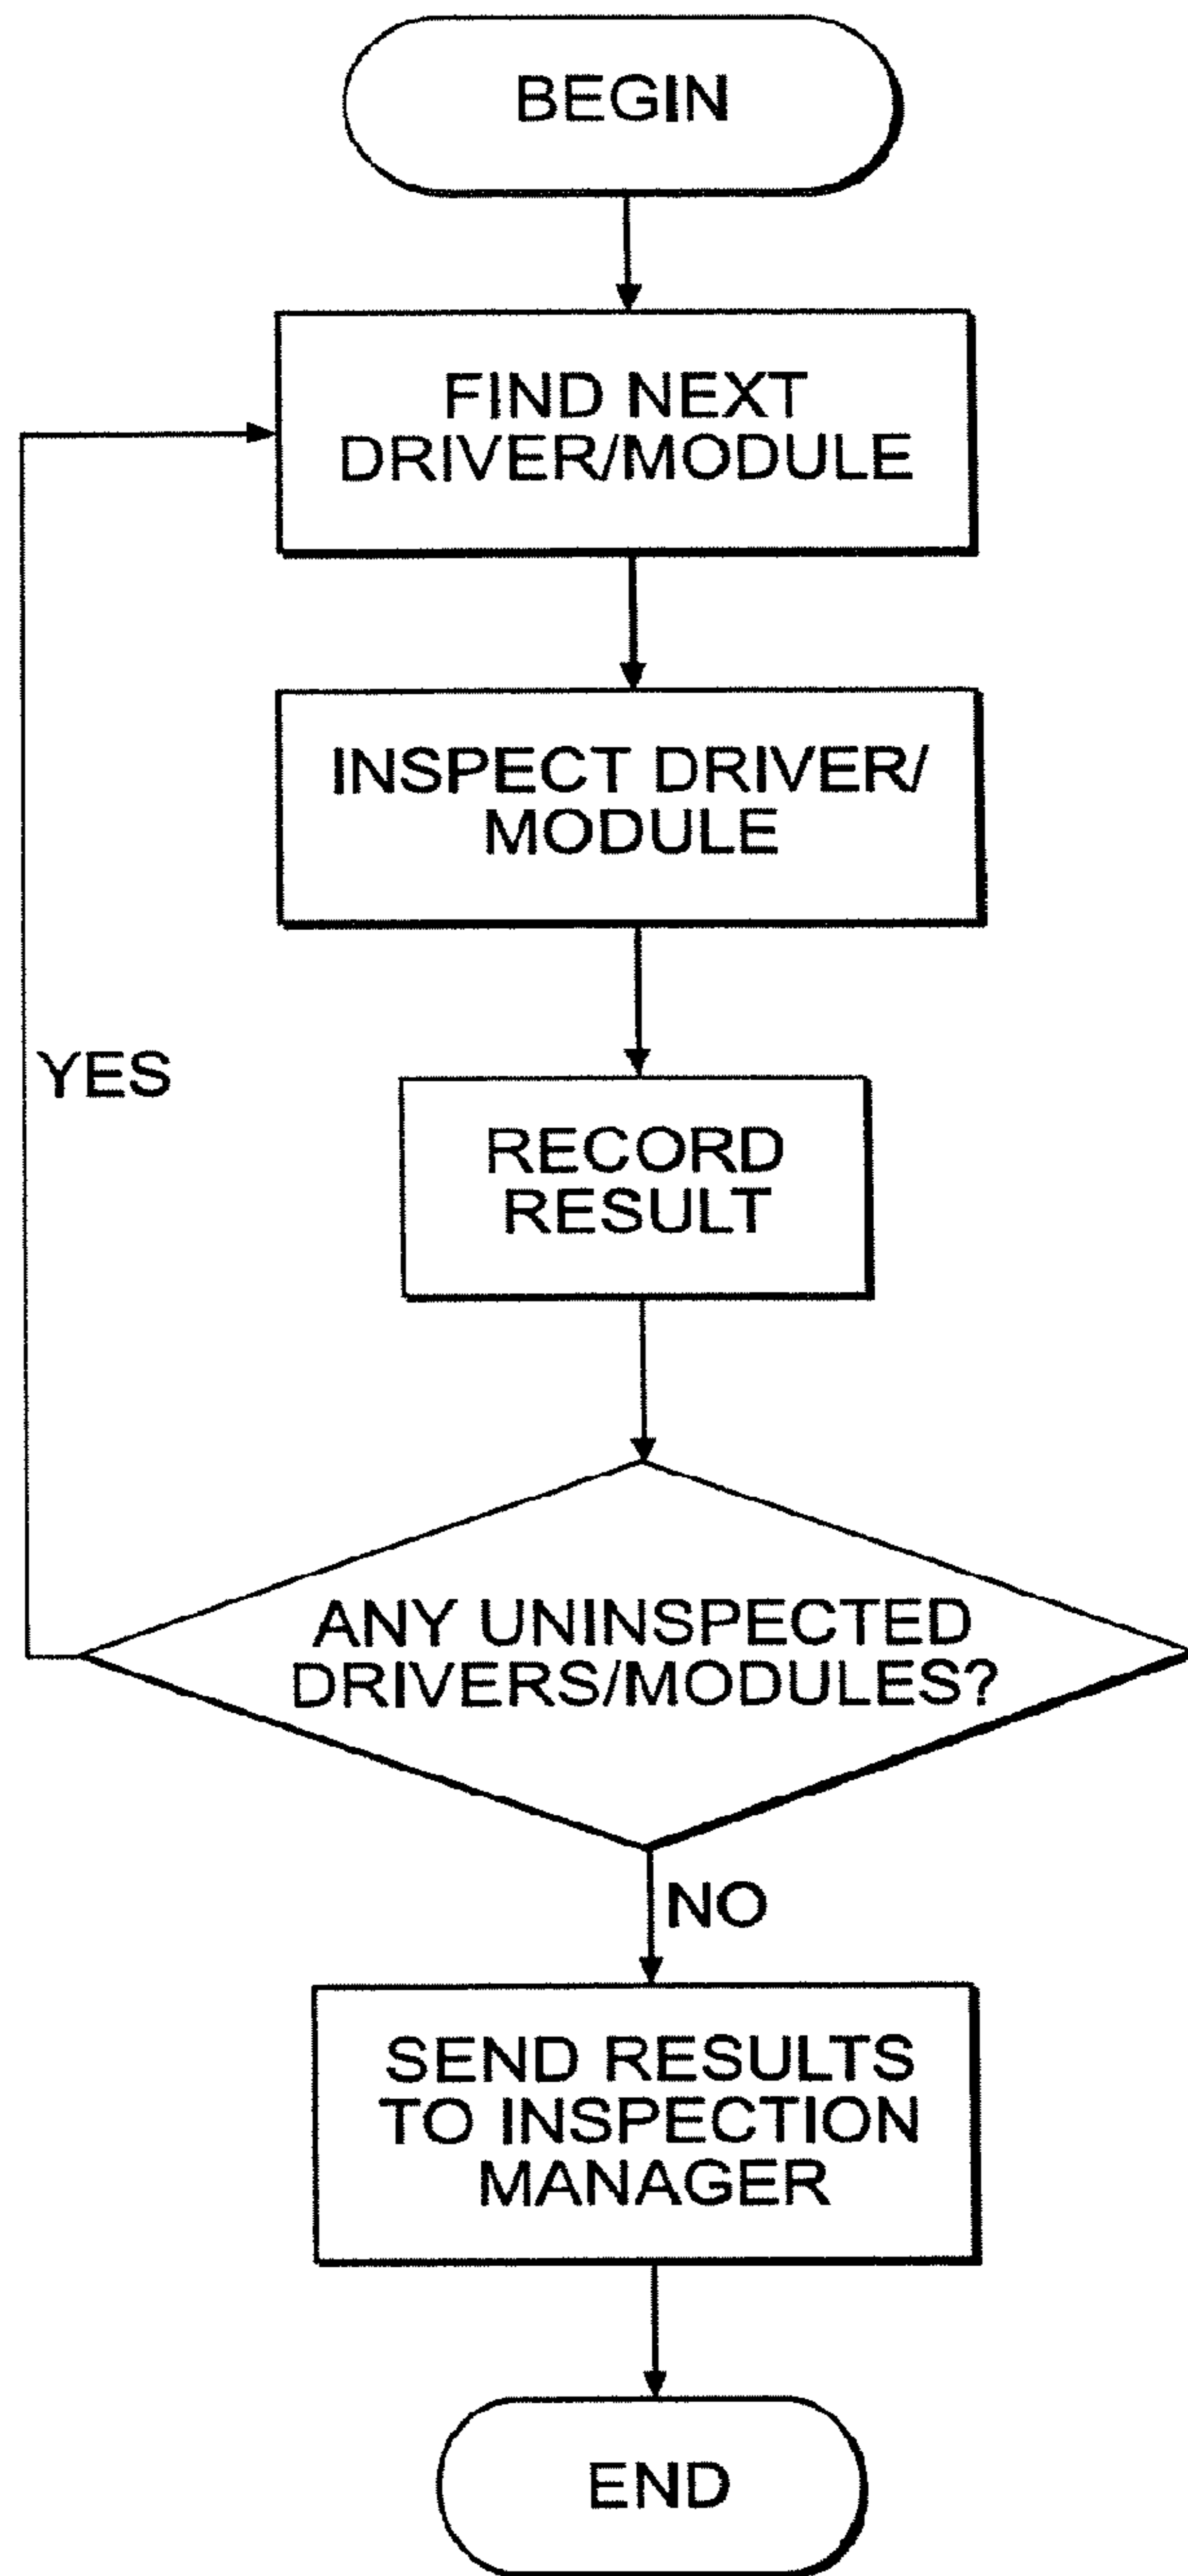 BEGIN
FIND NEXT
DRIVER/MODULE
INSPECT DRIVER/
MODULE
YES
RECORD
RESULT
ANY UNINSPECTED
DRIVERS/MODULES?
NO
SEND RESULTS
TO INSPECTION
MANAGER
END